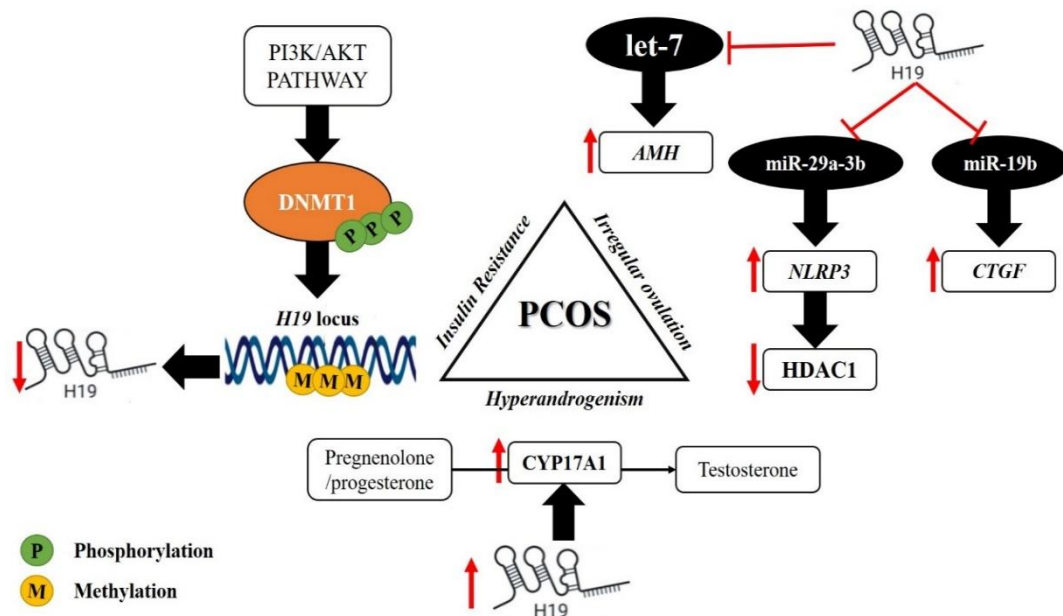 PI3K/AKT
PATHWAY
DNMT1
P P P
H19 locus
M M M
H19
let-7
H19
AMH
miR-29a-3b
miR-19b
NLRP3
CTGF
HDAC1
Insulin Resistance
Irregular ovulation
PCOS
Hyperandrogenism
Pregnenolone
/progesterone
CYP17A1
Testosterone
H19
P Phosphorylation
M Methylation